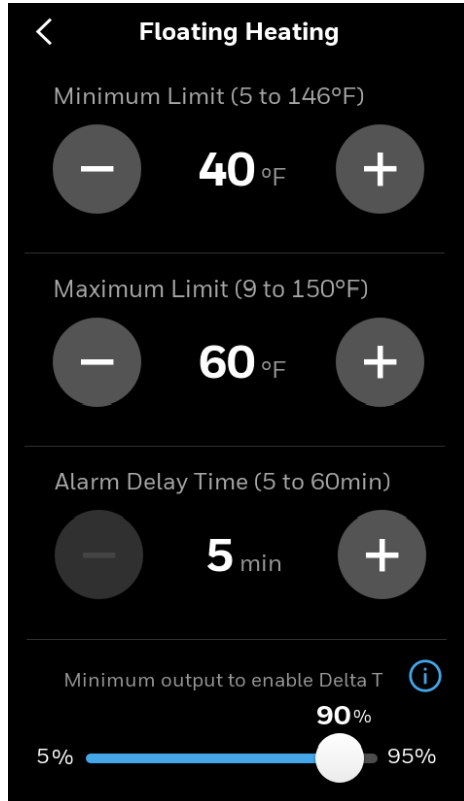 Floating Heating
Minimum Limit (5 to 146°F)
40 °F
Maximum Limit (9 to 150°F)
60 °F
Alarm Delay Time (5 to 60min)
5 min
Minimum output to enable Delta T
90%
5% 95%